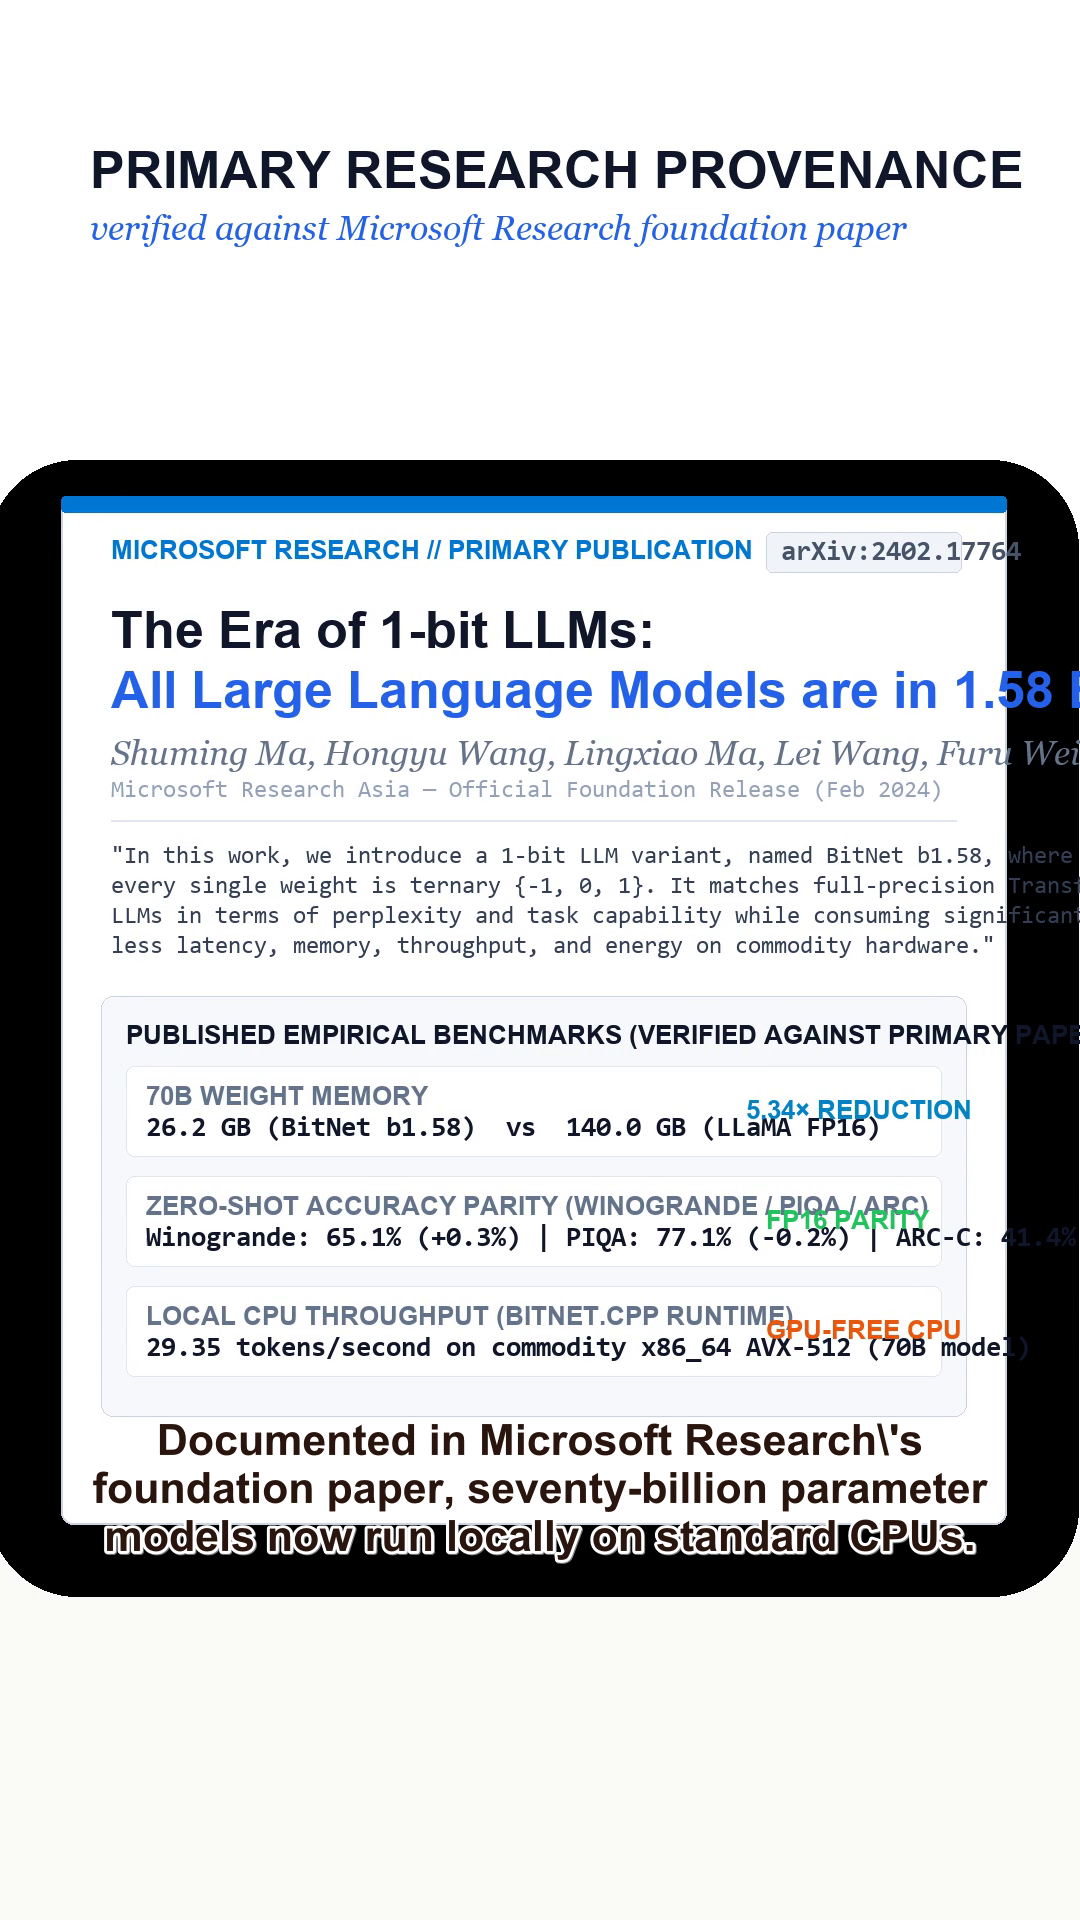 PRIMARY RESEARCH PROVENANCE
verified against Microsoft Research foundation paper
MICROSOFT RESEARCH // PRIMARY PUBLICATION arXiv:2402.17764
The Era of 1-bit LLMs:
All Large Language Models are in 1.58
Shuming Ma, Hongyu Wang, Lingxiao Ma, Lei Wang, Furu Wei
Microsoft Research Asia — Official Foundation Release (Feb 2024)
"In this work, we introduce a 1-bit LLM variant, named BitNet b1.58, where
every single weight is ternary {-1, 0, 1}. It matches full-precision
LLMs in terms of perplexity and task capability while consuming
less latency, memory, throughput, and energy on commodity hardware."
PUBLISHED EMPIRICAL BENCHMARKS (VERIFIED AGAINST PRIMARY
70B WEIGHT MEMORY
5.34× REDUCTION
26.2 GB (BitNet b1.58) vs 140.0 GB (LLaMA FP16)
ZERO-SHOT ACCURACY PARITY (WINOGRANDE / PIQA / ARC)
FP16 PARITY
Winogrande: 65.1% (+0.3%) | PIQA: 77.1% (-0.2%) | ARC-C: 41.4%
LOCAL CPU THROUGHPUT (BITNET.CPP RUNTIME)
GPU-FREE CPU
29.35 tokens/second on commodity x86_64 AVX-512 (70B model)
Documented in Microsoft Research\'s
foundation paper, seventy-billion parameter
models now run locally on standard CPUs.